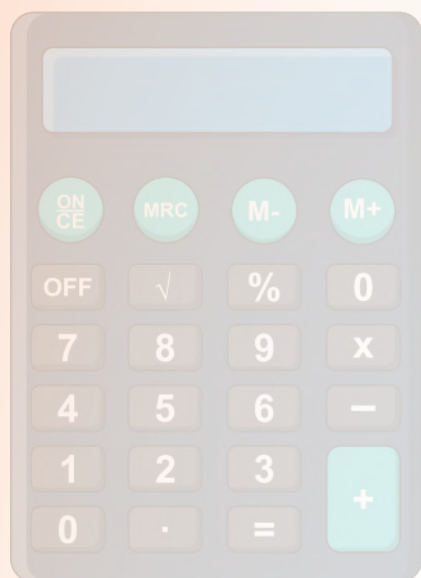 ON
CE MRC M- M+
OFF √ % 0
7 8 9 x
4 5 6 −
1 2 3 +
0 . =